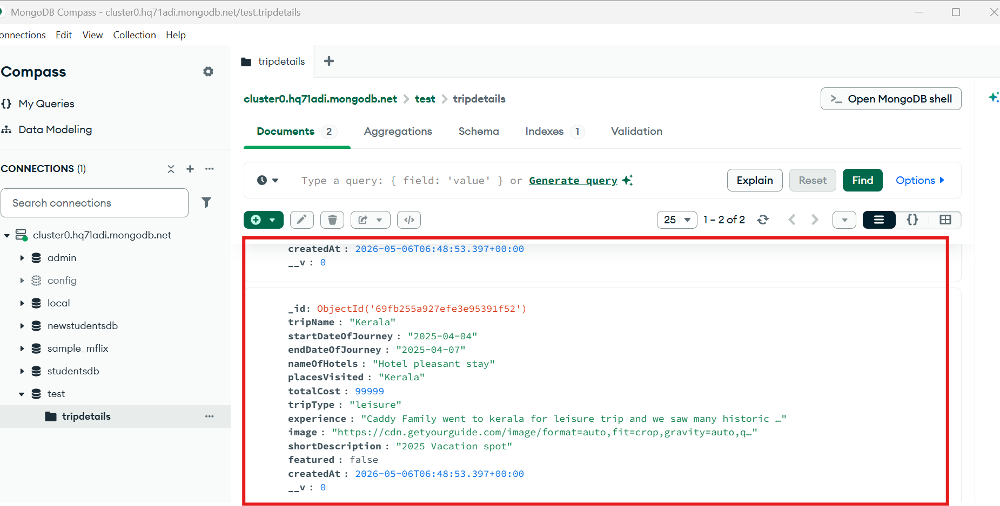 MongoDB Compass - cluster0.hq71adi.mongodb.net/test.tripdetails
onnections Edit View Collection Help
Compass
My Queries
Data Modeling
CONNECTIONS (1)
Search connections
cluster0.hq71adi.mongodb.net
admin
config
local
newstudentsdb
sample_mflix
studentsdb
test
tripdetails
tripdetails
cluster0.hq71adi.mongodb.net > test > tripdetails
>_ Open MongoDB shell
Documents 2 Aggregations Schema Indexes 1 Validation
Type a query: { field: 'value' } or Generate query
Explain Reset Find Options
25 1 – 2 of 2
createdAt : 2026-05-06T06:48:53.397+00:00
__v : 0
_id: ObjectId('69fb255a927efe3e95391f52')
tripName : "Kerala"
startDateOfJourney : "2025-04-04"
endDateOfJourney : "2025-04-07"
nameOfHotels : "Hotel pleasant stay"
placesVisited : "Kerala"
totalCost : 99999
tripType : "leisure"
experience : "Caddy Family went to kerala for leisure trip and we saw many historic …"
image : "https://cdn.getyourguide.com/image/format=auto,fit=crop,gravity=auto,q…"
shortDescription : "2025 Vacation spot"
featured : false
createdAt : 2026-05-06T06:48:53.397+00:00
__v : 0